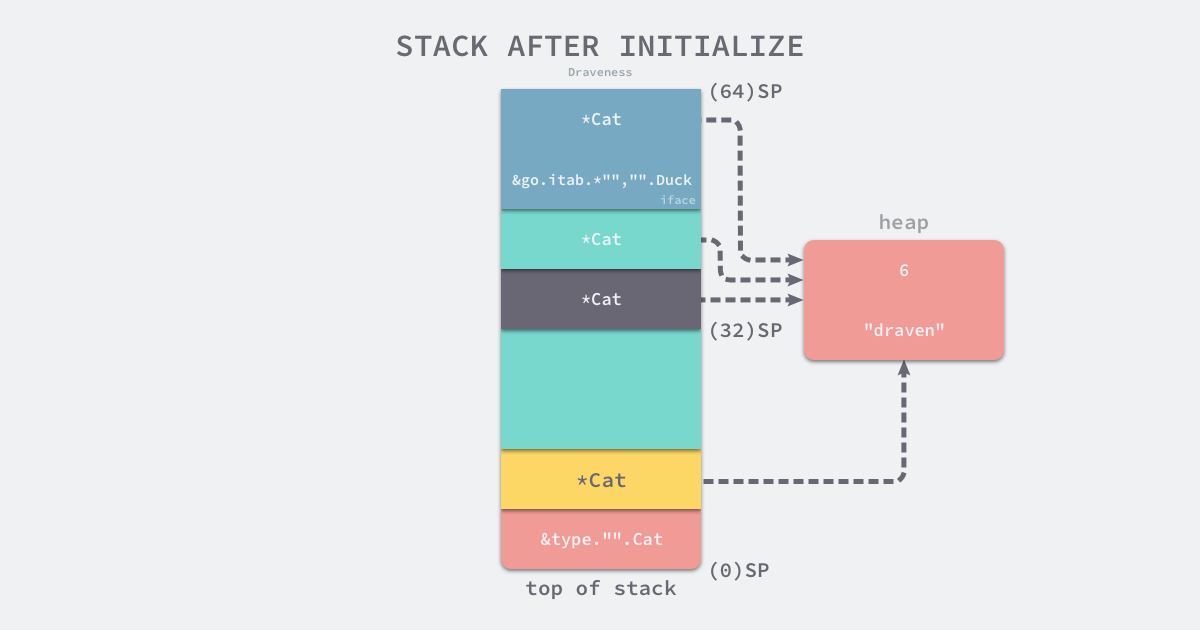 STACK AFTER INITIALIZE
Draveness
(64)SP
*Cat
&go.itab.*"","".Duck
iface
*Cat
heap
6
*Cat
(32)SP
"draven"
*Cat
&type."".Cat
(0)SP
top of stack